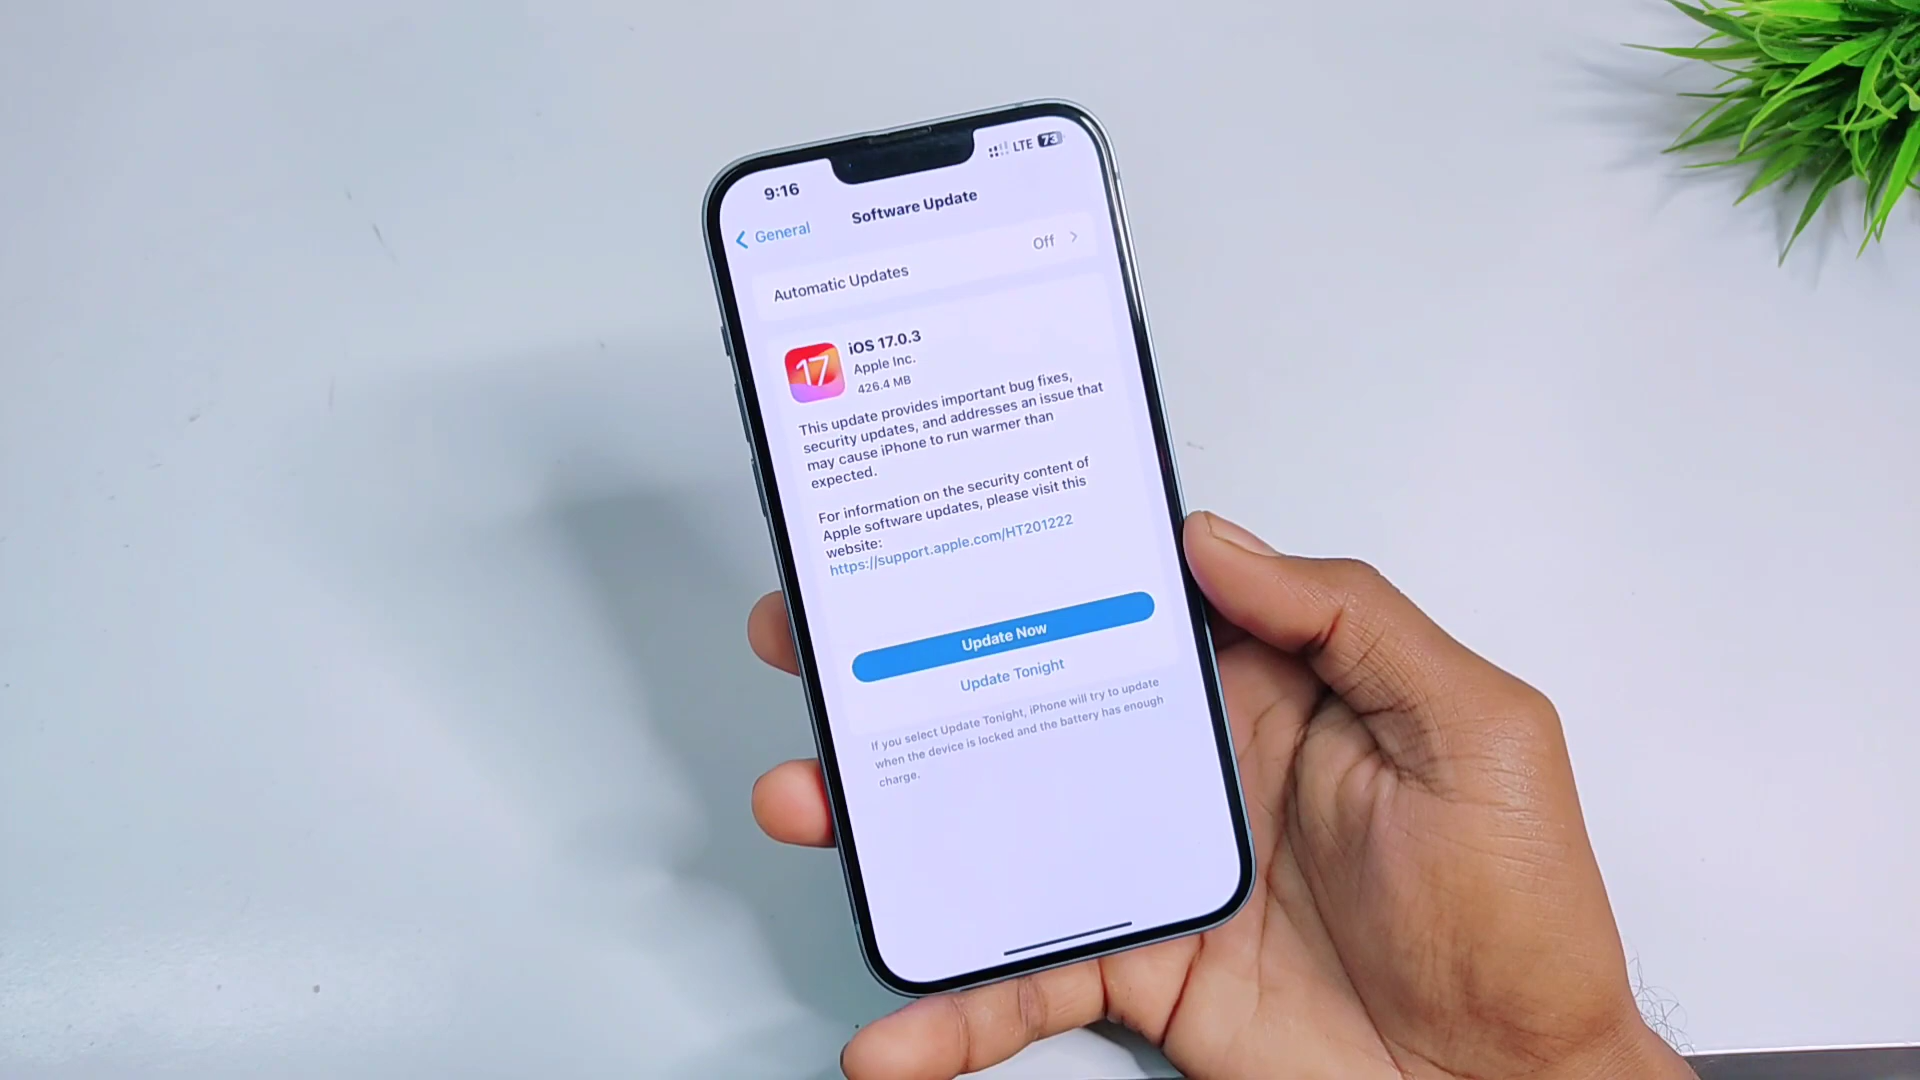 9:16
LTE 73
General
Software Update
Automatic Updates
Off
17
iOS 17.0.3
Apple Inc.
426.4 MB
This update provides important bug fixes,
security updates, and addresses an issue that
may cause iPhone to run warmer than
expected.
For information on the security content of
Apple software updates, please visit this
website:
https://support.apple.com/HT201222
Update Now
Update Tonight
If you select Update Tonight, iPhone will try to update
when the device is locked and the battery has enough
charge.